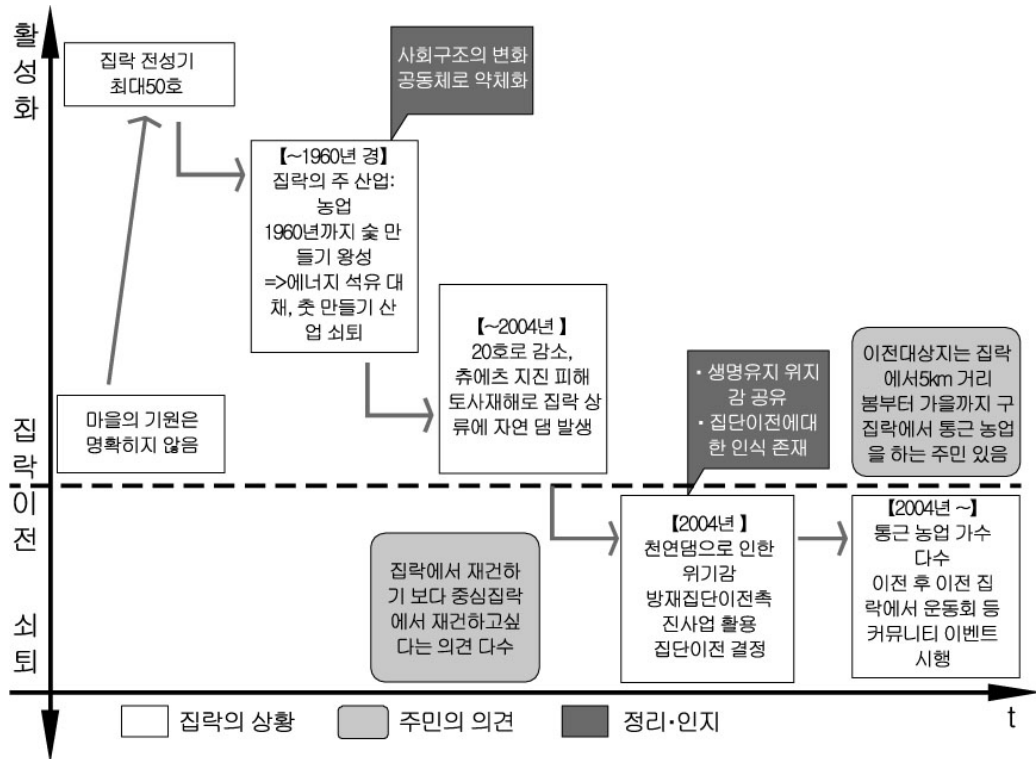 활성화
집락 전성기
최대50호
사회구조의 변화
공동체로 약체화
【~1960년 경】
집락의 주 산업:
농업
1960년까지 숯 만
들기 왕성
=>에너지 석유 대
채, 춧 만들기 산
업 쇠퇴
【~2004년 】
20호로 감소,
츄에츠 지진 피해
토사재해로 집락 상
류에 자연 댐 발생
마을의 기원은
명확히지 않음
• 생명유지 위지
감 공유
• 집단이전에대
한 인식 존재
이전대상지는 집락
에서5km 거리
봄부터 가을까지 구
집락에서 통근 농업
을 하는 주민 있음
집락이전
집락에서 재건하
기 보다 중심집락
에서 재건하고싶
다는 의견 다수
【2004년 】
천연댐으로 인한
위기감
방재집단이전촉
진사업 활용
집단이전 결정
【2004년 ~】
통근 농업 가수
다수
이전 후 이전 집
락에서 운동회 등
커뮤니티 이벤트
시행
쇠퇴
t
집락의 상황
주민의 의견
정리·인지